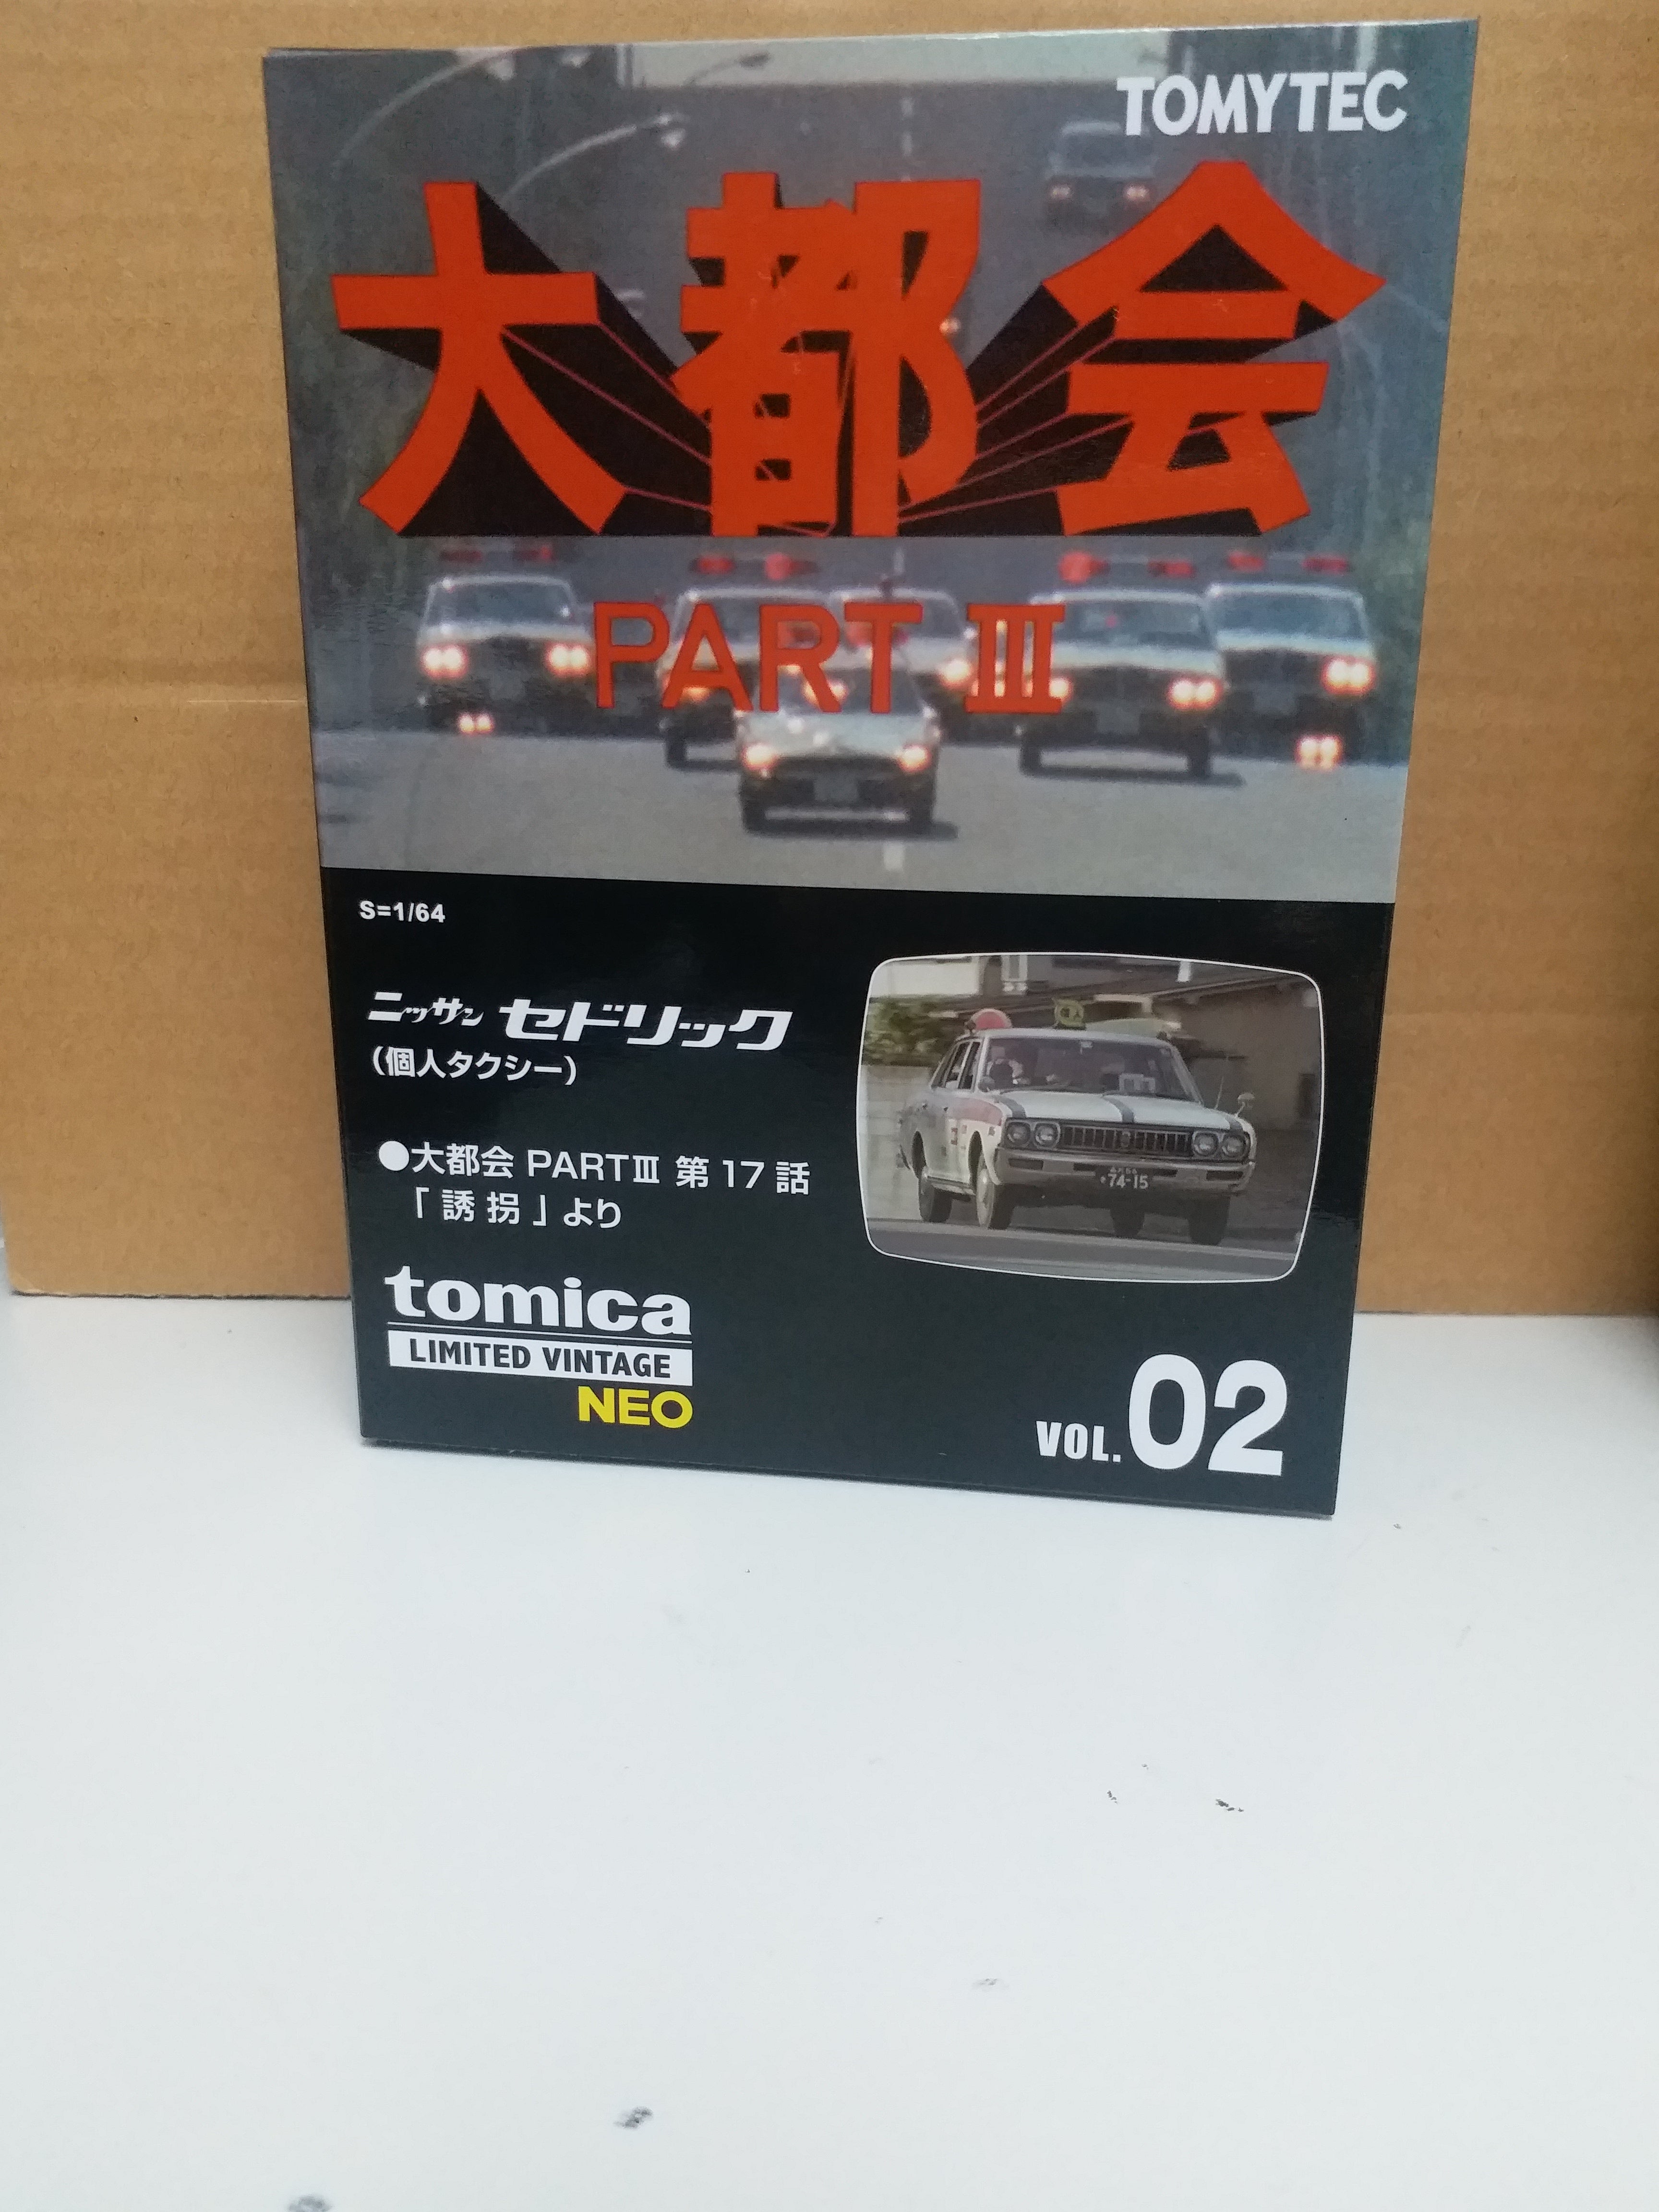 TOMYTEC
大都会
PART III
S=1/64
ニッサン セドリック
(個人タクシー)
●大都会 PARTⅢ 第17話
「誘拐」より
74-15
tomica
LIMITED VINTAGE
NEO
VOL.02